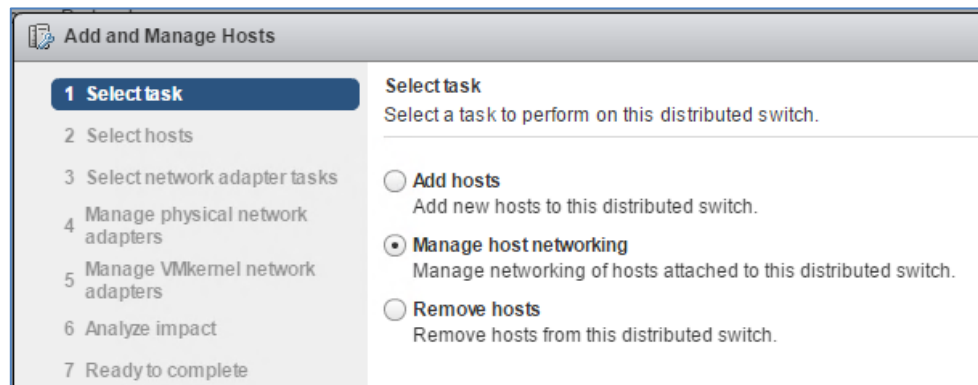 Add and Manage Hosts
1 Select task
2 Select hosts
3 Select network adapter tasks
4 Manage physical network
adapters
5 Manage VMkernel network
adapters
6 Analyze impact
7 Ready to complete
Select task
Select a task to perform on this distributed switch.
Add hosts
Add new hosts to this distributed switch.
Manage host networking
Manage networking of hosts attached to this distributed switch.
Remove hosts
Remove hosts from this distributed switch.